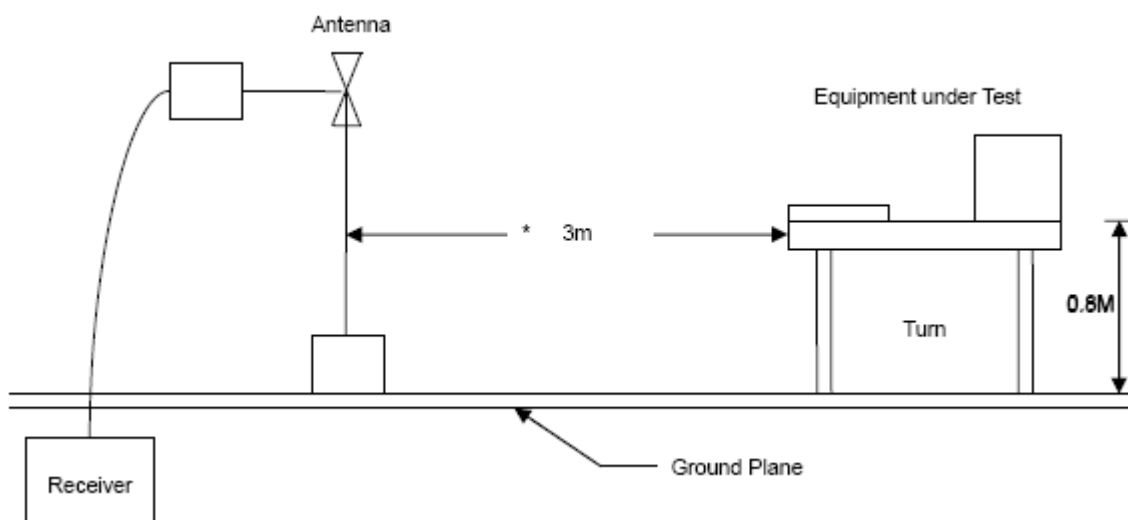 Antenna
Equipment under Test
* 3m
0.8M
Turn
Ground Plane
Receiver